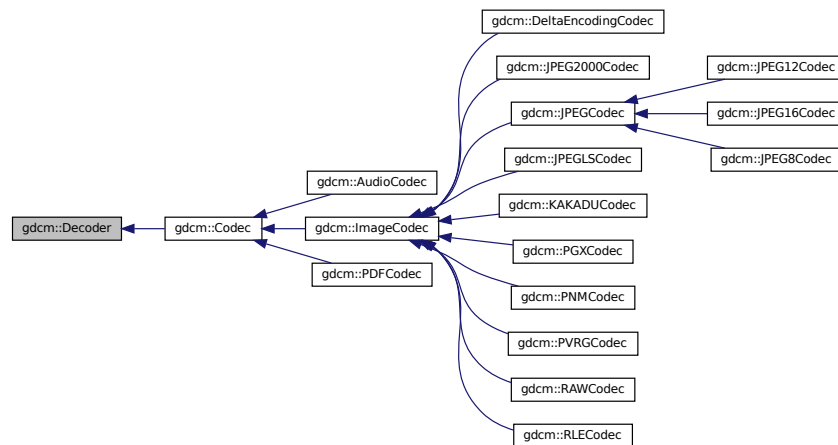 gdcm::DeltaEncodingCodec
gdcm::JPEG2000Codec
gdcm::JPEG12Codec
gdcm::JPEGCodec
gdcm::JPEG16Codec
gdcm::JPEG8Codec
gdcm::JPEGLSCodec
gdcm::AudioCodec
gdcm::KAKADUCodec
gdcm::Decoder
gdcm::Codec
gdcm::ImageCodec
gdcm::PGXCodec
gdcm::PDFCodec
gdcm::PNMCodec
gdcm::PVRGCodec
gdcm::RAWCodec
gdcm::RLECodec